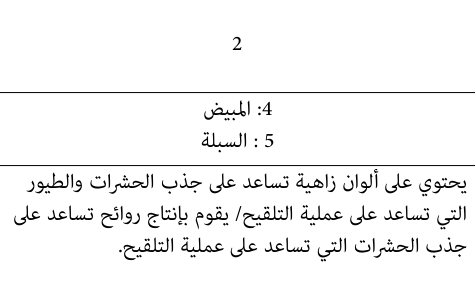 2
4: المبيض
5 : السبلة
يحتوي على ألوان زاهية تساعد على جذب الحشرات والطيور
التي تساعد على عملية التلقيح/ يقوم بإنتاج روائح تساعد على
جذب الحشرات التي تساعد على عملية التلقيح.